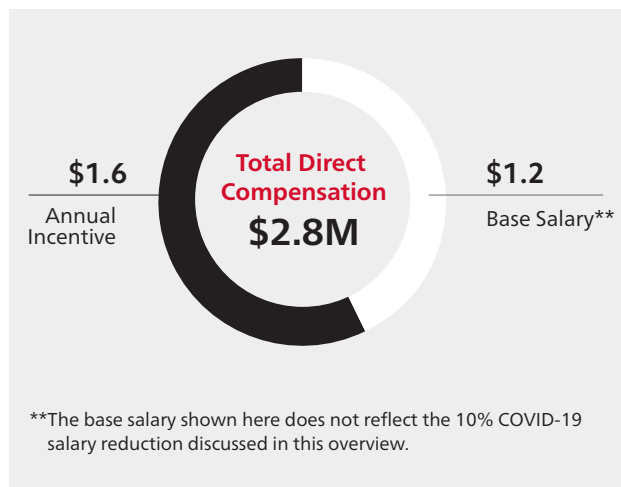 Total Direct
Compensation
$2.8M
$1.6
Annual
Incentive
$1.2
Base Salary**
**The base salary shown here does not reflect the 10% COVID-19
salary reduction discussed in this overview.